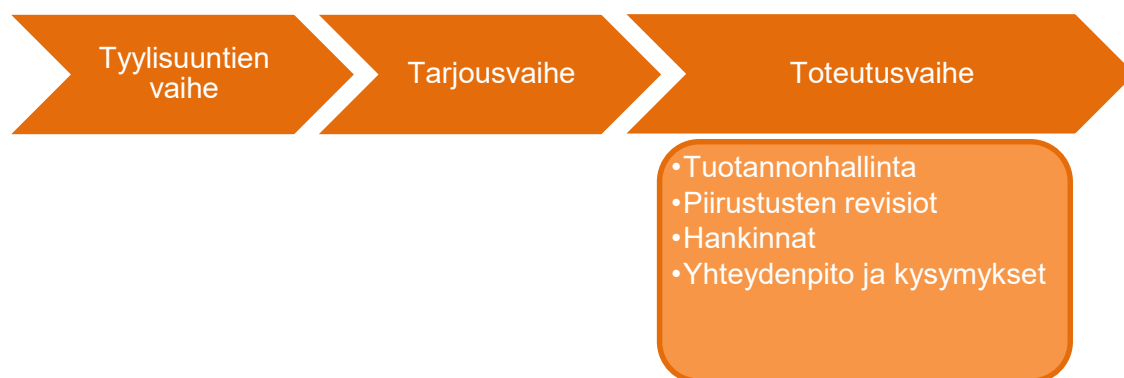 Tyylisuuntien
vaihe
Tarjousvaihe
Toteutusvaihe
•Tuotannonhallinta
•Piirustusten revisiot
•Hankinnat
•Yhteydenpito ja kysymykset